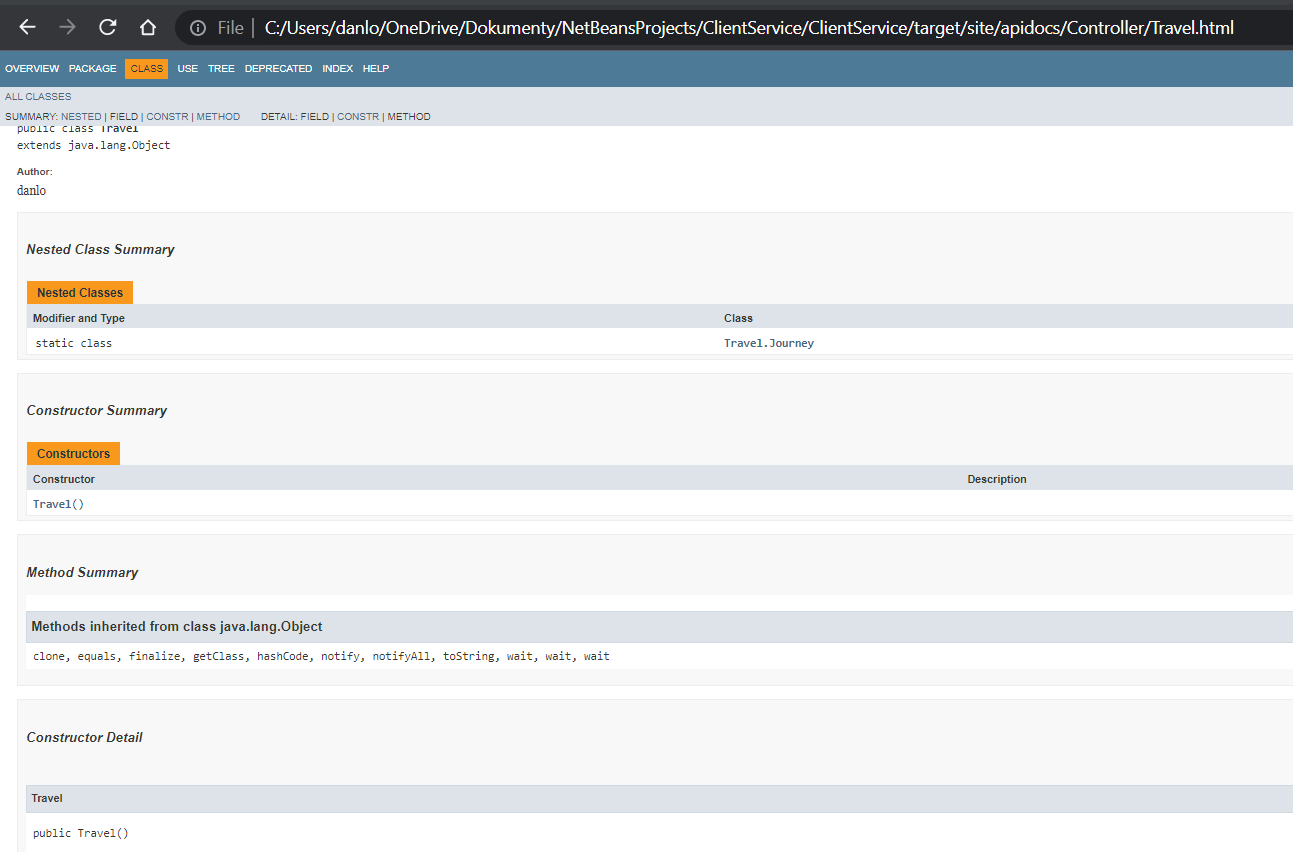 File | C:/Users/danlo/OneDrive/Dokumenty/NetBeansProjects/ClientService/ClientService/target/site/apidocs/Controller/Travel.html
OVERVIEW PACKAGE CLASS USE TREE DEPRECATED INDEX HELP
ALL CLASSES
SUMMARY: NESTED | FIELD | CONSTR | METHOD DETAIL: FIELD | CONSTR | METHOD
public class Travel
extends java.lang.Object
Author:
danlo
Nested Class Summary
Nested Classes
Modifier and Type Class
static class Travel.Journey
Constructor Summary
Constructors
Constructor Description
Travel()
Method Summary
Methods inherited from class java.lang.Object
clone, equals, finalize, getClass, hashCode, notify, notifyAll, toString, wait, wait, wait
Constructor Detail
Travel
public Travel()